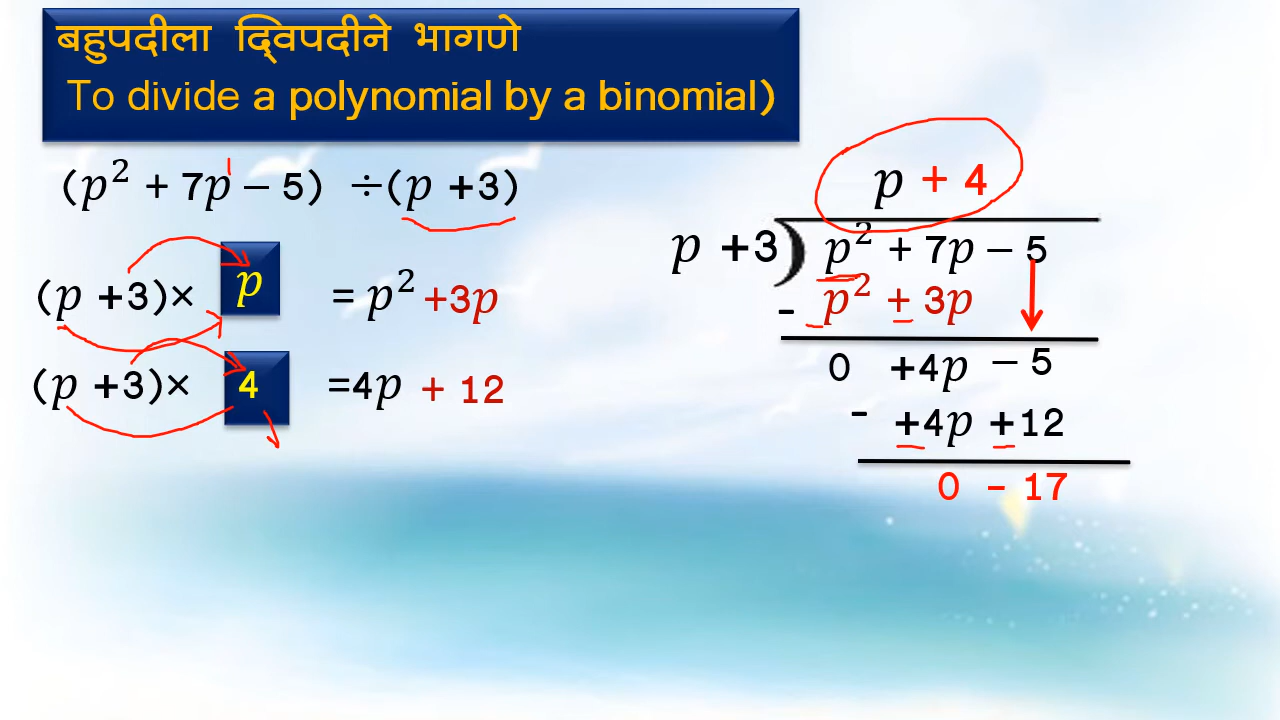 बहुपदीला द्विपदीने भागणे
To divide a polynomial by a binomial)
(p² + 7p − 5) ÷(p +3)
(p +3)× p = p² +3p
(p +3)× 4 =4p + 12
p + 4
p +3) p² + 7p − 5
- p² + 3p
0 +4p − 5
- +4p +12
0 − 17